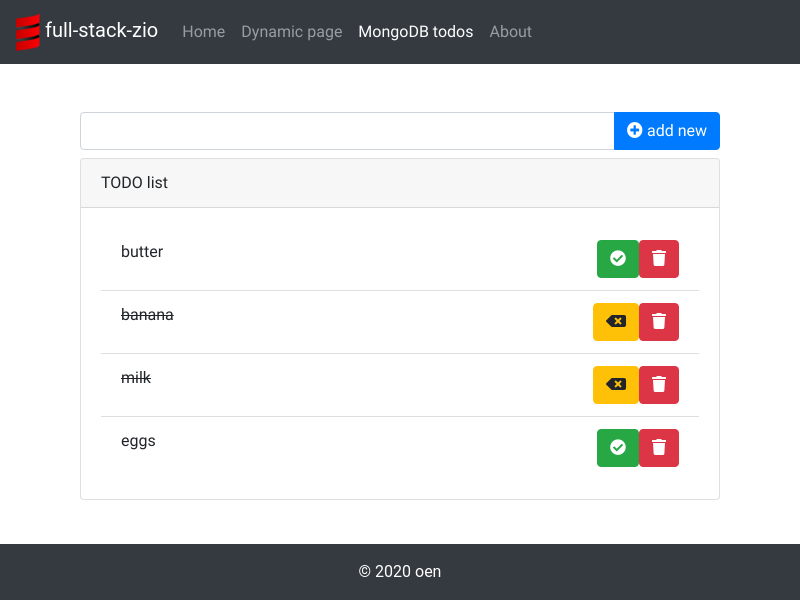 full-stack-zio Home Dynamic page MongoDB todos About
add new
TODO list
butter
banana
milk
eggs
© 2020 oen